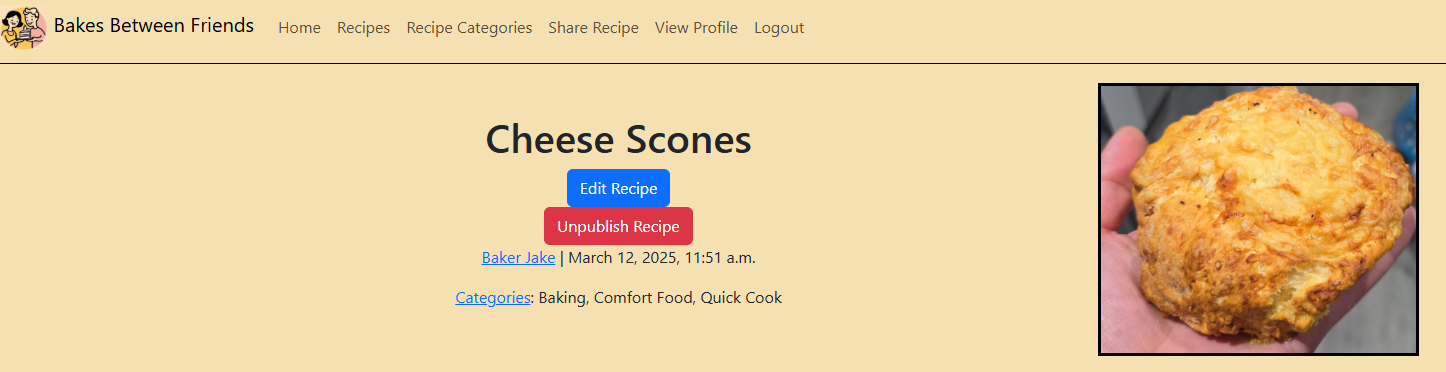 Bakes Between Friends Home Recipes Recipe Categories Share Recipe View Profile Logout
Cheese Scones
Edit Recipe
Unpublish Recipe
Baker Jake | March 12, 2025, 11:51 a.m.
Categories: Baking, Comfort Food, Quick Cook